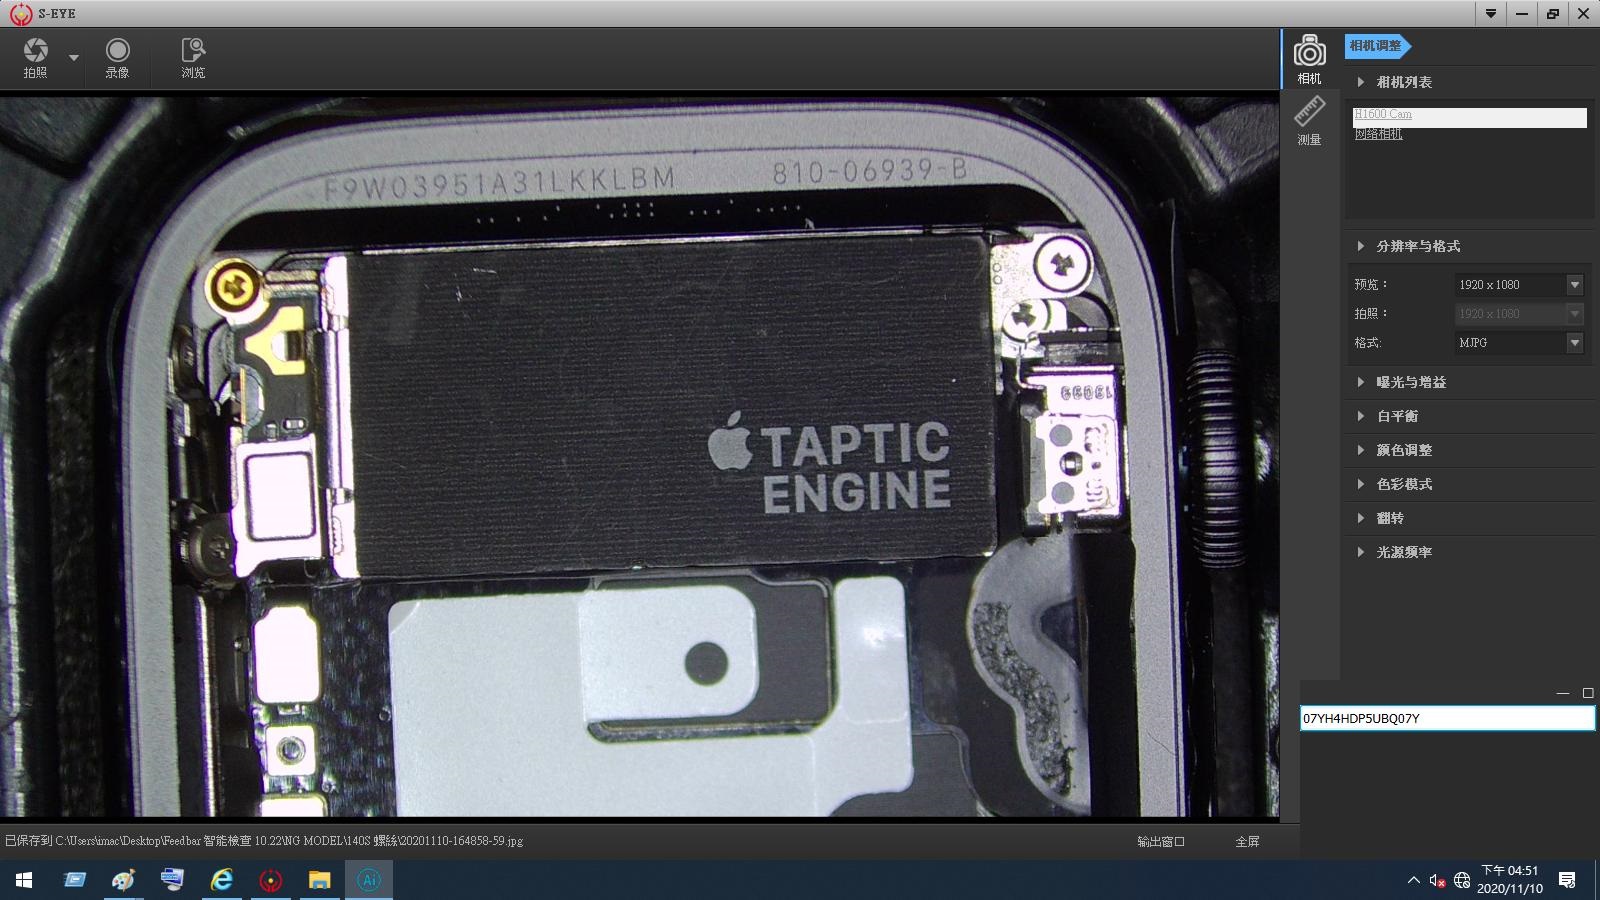 S-EYE
拍照
录像
浏览
相机
测量
相机调整
相机列表
H1600 Cam
网络相机
分辨率与格式
预览：
1920 x 1080
拍照：
1920 x 1080
格式:
MJPG
曝光与增益
白平衡
颜色调整
色彩模式
翻转
光源频率
F9W03951A31LKKLBM
810-06939-B
TAPTIC
ENGINE
07YH4HDP5UBQ07Y
已保存到 C:\Users\imac\Desktop\Feedbar 智能檢查 10.22\NG MODEL\140S 螺絲\20201110-164858-59.jpg
输出窗口
全屏
Ai
下午 04:51
2020/11/10